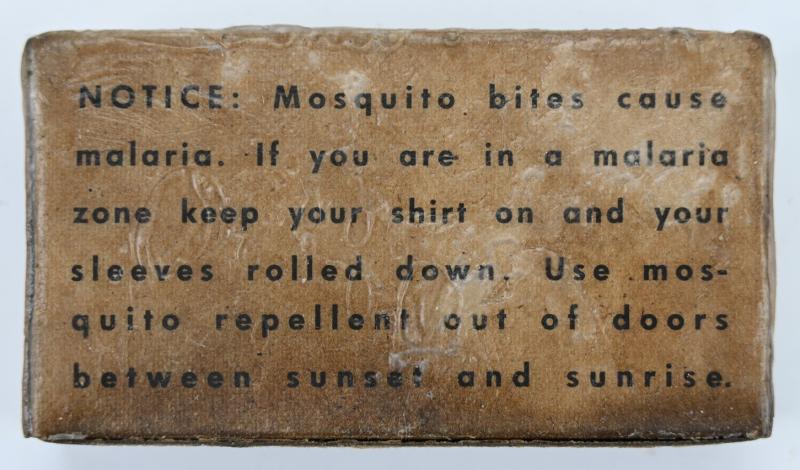 NOTICE: Mosquito bites cause
malaria. If you are in a malaria
zone keep your shirt on and your
sleeves rolled down. Use mos-
quito repellent out of doors
between sunset and sunrise.